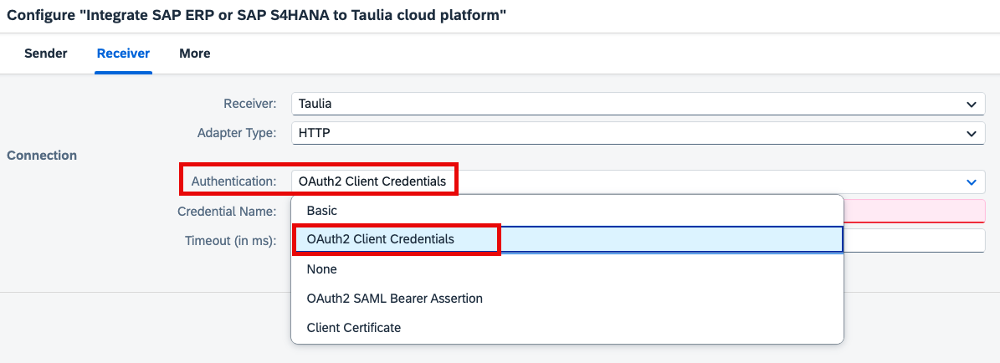 Configure "Integrate SAP ERP or SAP S4HANA to Taulia cloud platform"
Sender Receiver More
Receiver: Taulia
Adapter Type: HTTP
Connection
Authentication: OAuth2 Client Credentials
Credential Name:
Basic
Timeout (in ms):
OAuth2 Client Credentials
None
OAuth2 SAML Bearer Assertion
Client Certificate